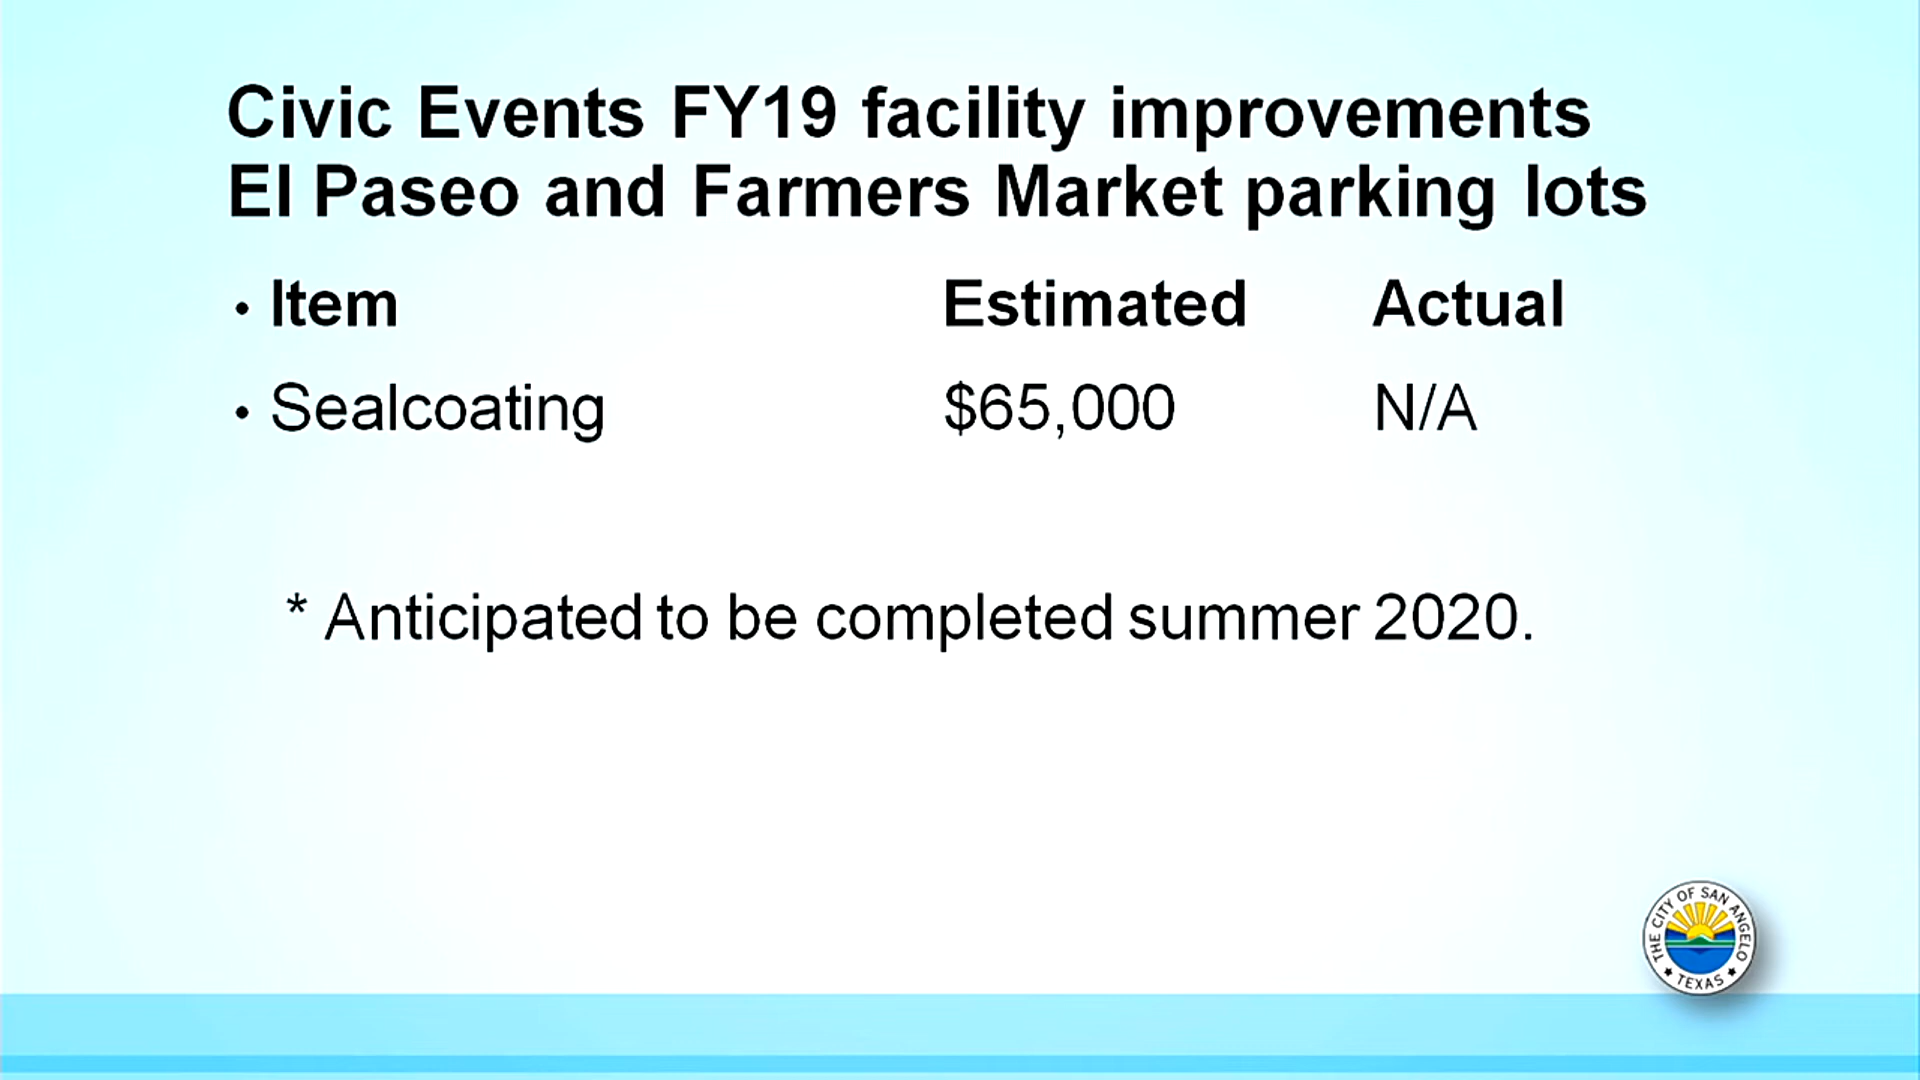 Civic Events FY19 facility improvements
El Paseo and Farmers Market parking lots
• Item Estimated Actual
• Sealcoating $65,000 N/A
* Anticipated to be completed summer 2020.
THE CITY OF SAN ANGELO
★ TEXAS ★